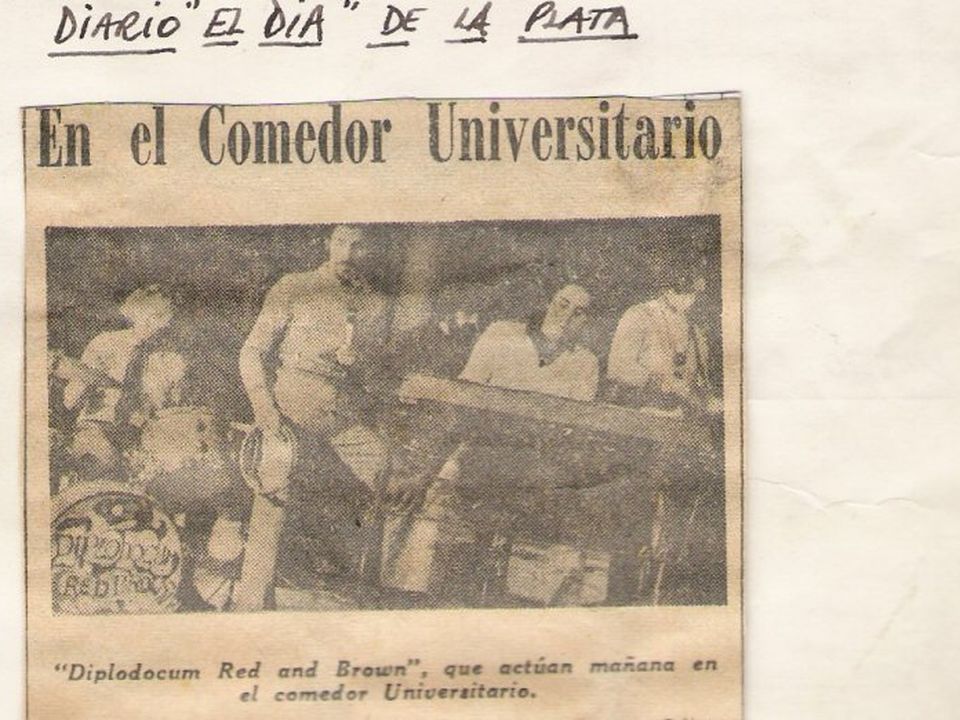 DIARIO "EL DIA" DE LA PLATA
En el Comedor Universitario
Diplodocum
"Diplodocum Red and Brown", que actúan mañana en
el comedor Universitario.